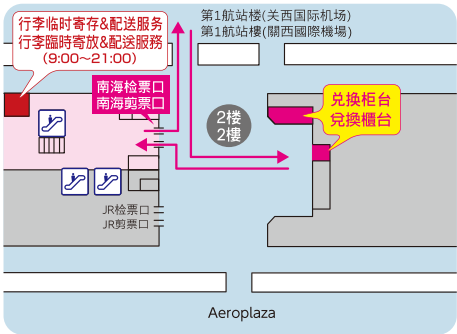 行李临时寄存&配送服务
行李臨時寄放&配送服務
(9:00～21:00)
第1航站楼(关西国际机场)
第1航站樓(關西國際機場)
南海检票口
南海剪票口
2楼
2樓
兑换柜台
兌換櫃台
JR检票口
JR剪票口
Aeroplaza